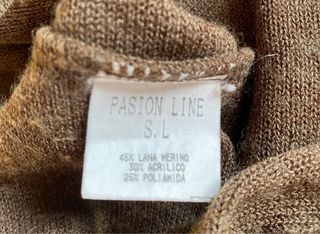 PASION LINE
S.L
45% LANA MERINO
30% ACRILICO
25% POLIAMIDA